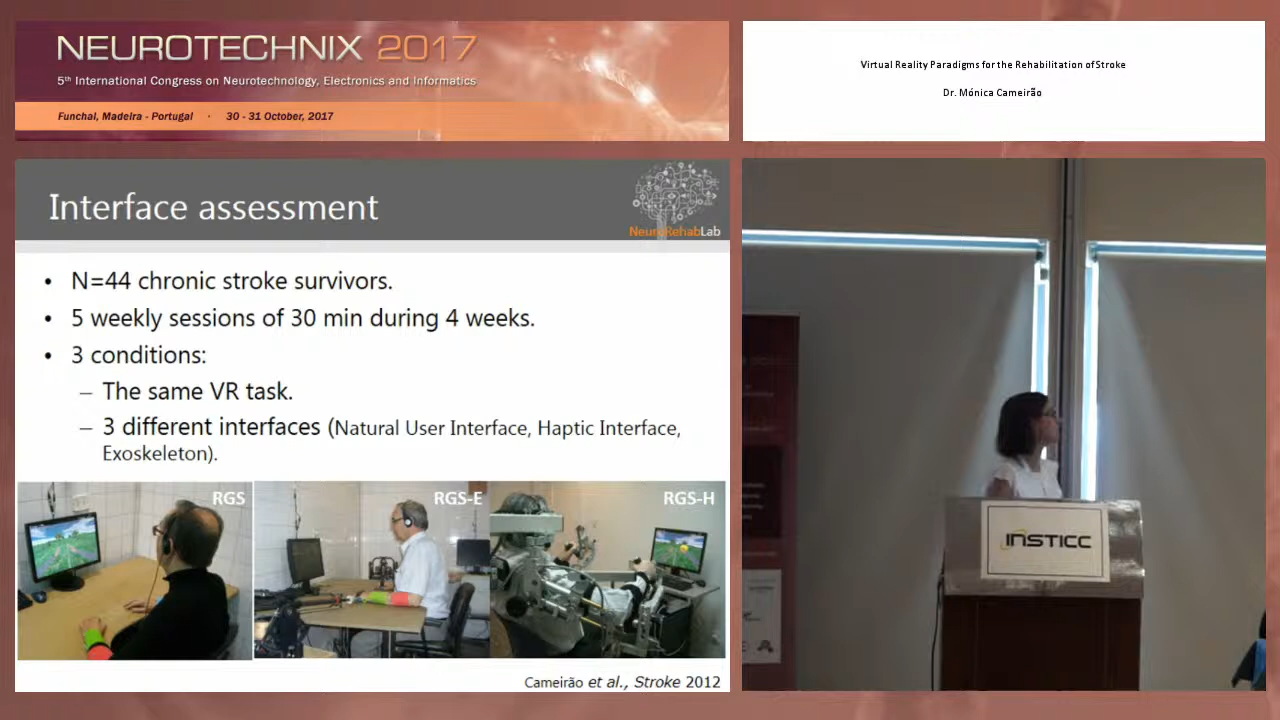 NEUROTECHNIX 2017
5th International Congress on Neurotechnology, Electronics and Informatics
Funchal, Madeira - Portugal · 30 - 31 October, 2017
Virtual Reality Paradigms for the Rehabilitation of Stroke
Dr. Mónica Cameirão
Interface assessment
NeuroRehabLab
• N=44 chronic stroke survivors.
• 5 weekly sessions of 30 min during 4 weeks.
• 3 conditions:
– The same VR task.
– 3 different interfaces (Natural User Interface, Haptic Interface,
Exoskeleton).
RGS
RGS-E
RGS-H
Cameirão et al., Stroke 2012
INSTICC